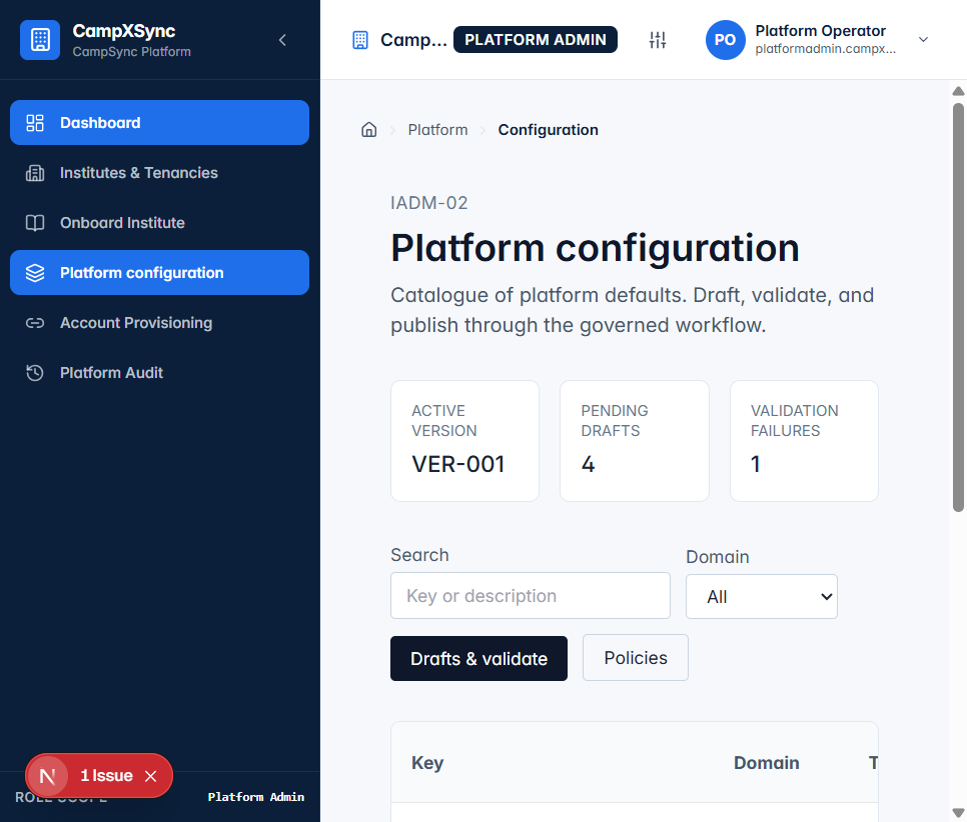 CampXSync
CampSync Platform
Camp... PLATFORM ADMIN
PO
Platform Operator
platformadmin.campx...
Dashboard
Institutes & Tenancies
Onboard Institute
Platform configuration
Account Provisioning
Platform Audit
N 1 Issue
ROLE SCOPE
Platform Admin
Platform
Configuration
IADM-02
Platform configuration
Catalogue of platform defaults. Draft, validate, and
publish through the governed workflow.
ACTIVE
VERSION
VER-001
PENDING
DRAFTS
4
VALIDATION
FAILURES
1
Search
Key or description
Domain
All
Drafts & validate
Policies
Key
Domain
T